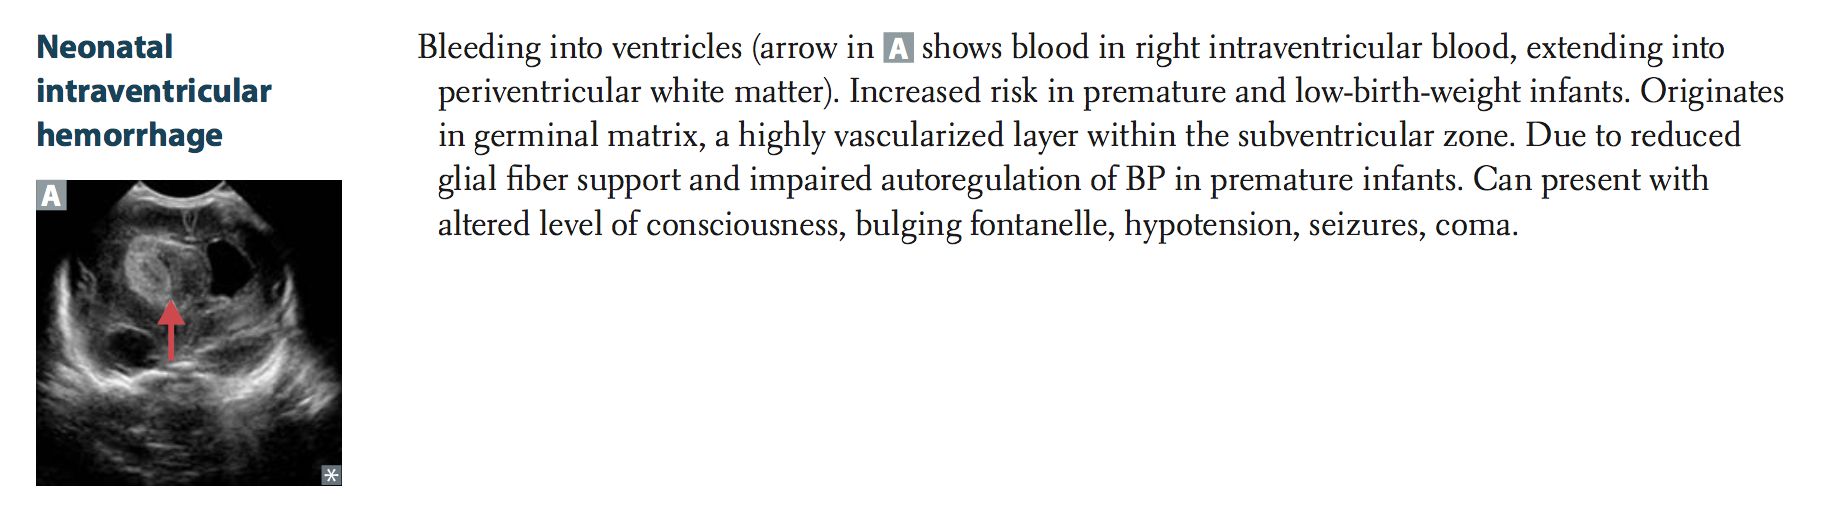 Neonatal
intraventricular
hemorrhage
A
*
Bleeding into ventricles (arrow in A shows blood in right intraventricular blood, extending into
periventricular white matter). Increased risk in premature and low-birth-weight infants. Originates
in germinal matrix, a highly vascularized layer within the subventricular zone. Due to reduced
glial fiber support and impaired autoregulation of BP in premature infants. Can present with
altered level of consciousness, bulging fontanelle, hypotension, seizures, coma.